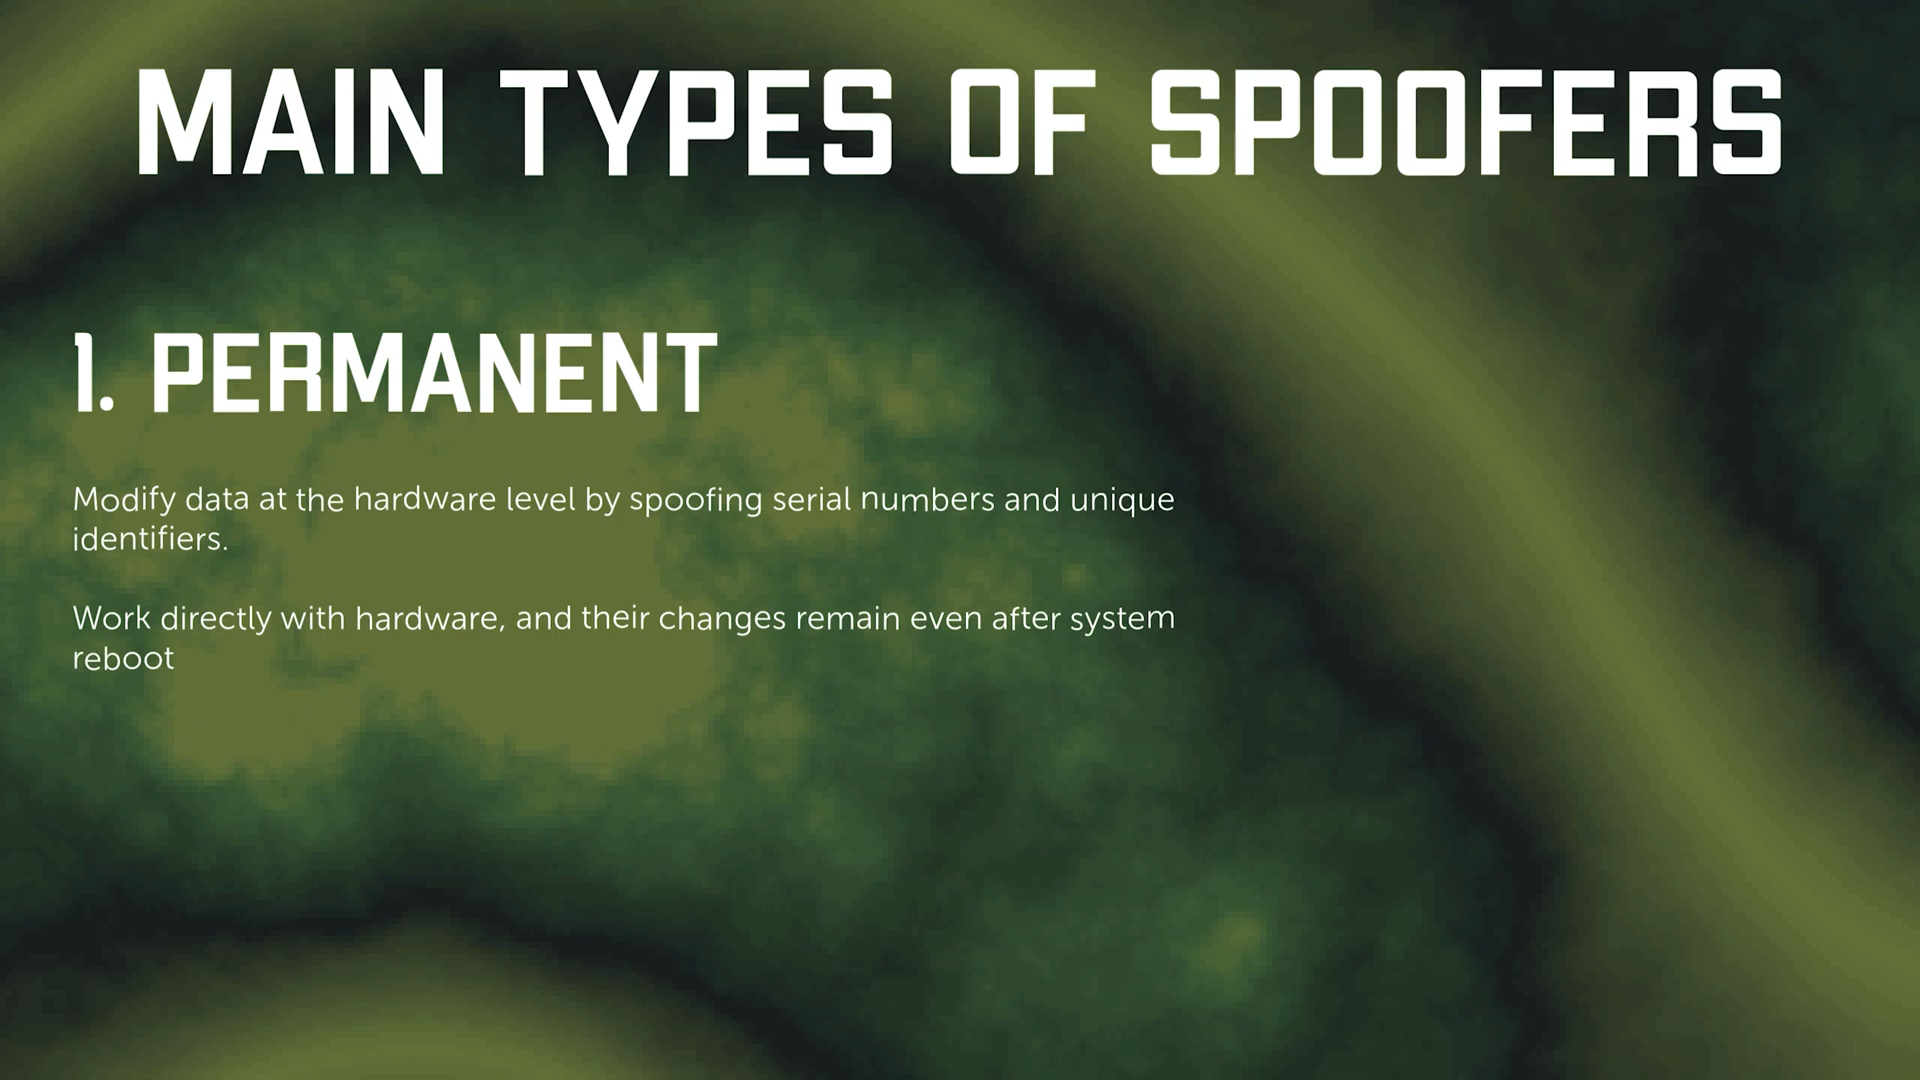 MAIN TYPES OF SPOOFERS
1. PERMANENT
Modify data at the hardware level by spoofing serial numbers and unique
identifiers.
Work directly with hardware, and their changes remain even after system
reboot